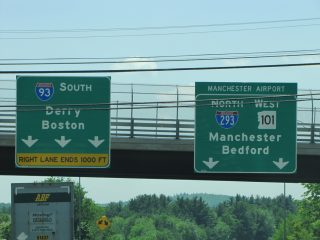 93 SOUTH
Derry
Boston
RIGHT LANE ENDS 1000 FT
MANCHESTER AIRPORT
NORTH WEST
293 101
Manchester
Bedford
ABF